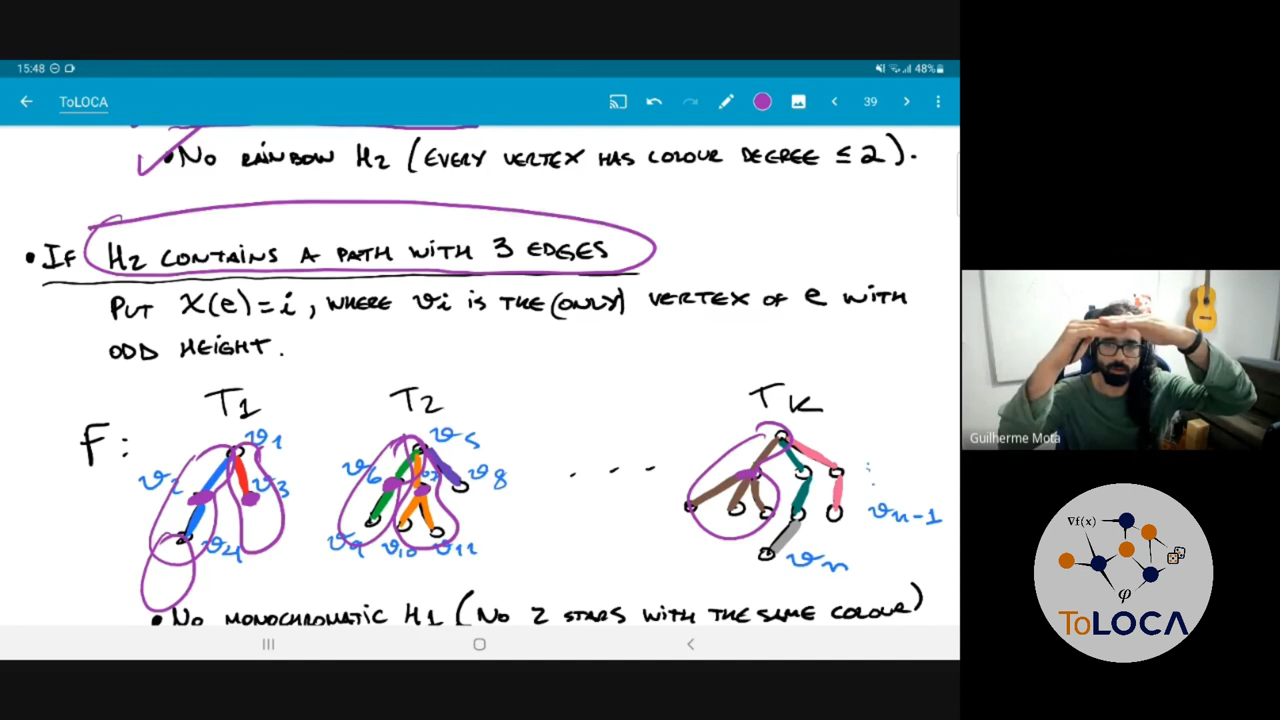 15:48
48%
ToLOCA
39
• No RAINBOW H2 (EVERY VERTEX HAS COLOUR DEGREE ≤ 2).
• IF H2 CONTAINS A PATH WITH 3 EDGES
PUT X(e) = i, WHERE vi IS THE (ONLY) VERTEX OF e WITH
ODD HEIGHT.
T1 T2 TK
F:
v1 v5
v2 v3 v6 v7 v8
v4 v9 v10 v11 v n-1
vn
...
• No MONOCHROMATIC H1 (No 2 STARS WITH THE SAME COLOUR)
Guilherme Mota
∇f(x)
φ
ToLOCA